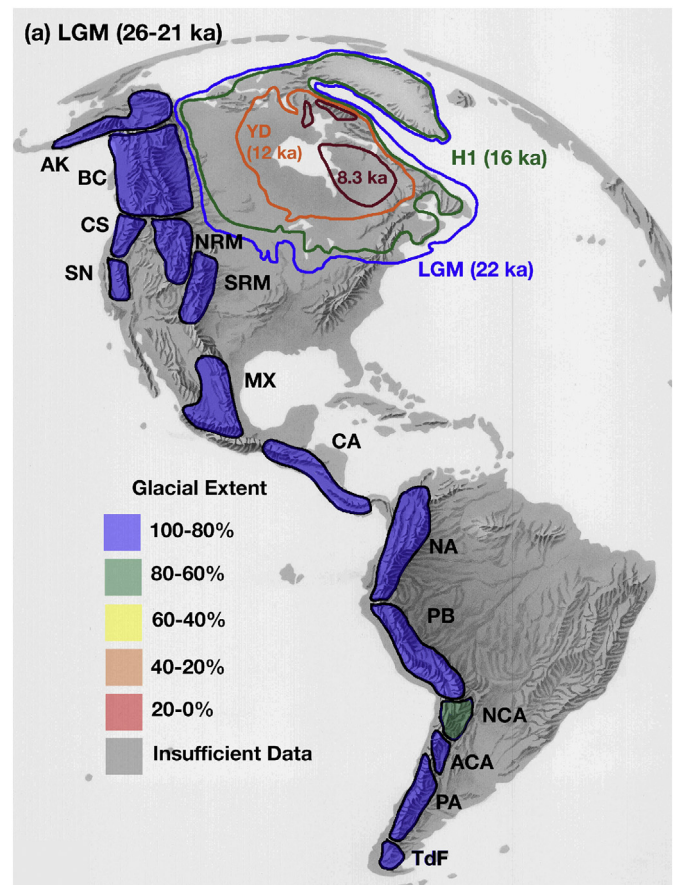 (a) LGM (26-21 ka)
YD
(12 ka)
H1 (16 ka)
AK
BC
8.3 ka
CS
NRM
SN
SRM
LGM (22 ka)
MX
CA
Glacial Extent
100-80%
NA
80-60%
PB
60-40%
40-20%
20-0%
NCA
Insufficient Data
ACA
PA
TdF